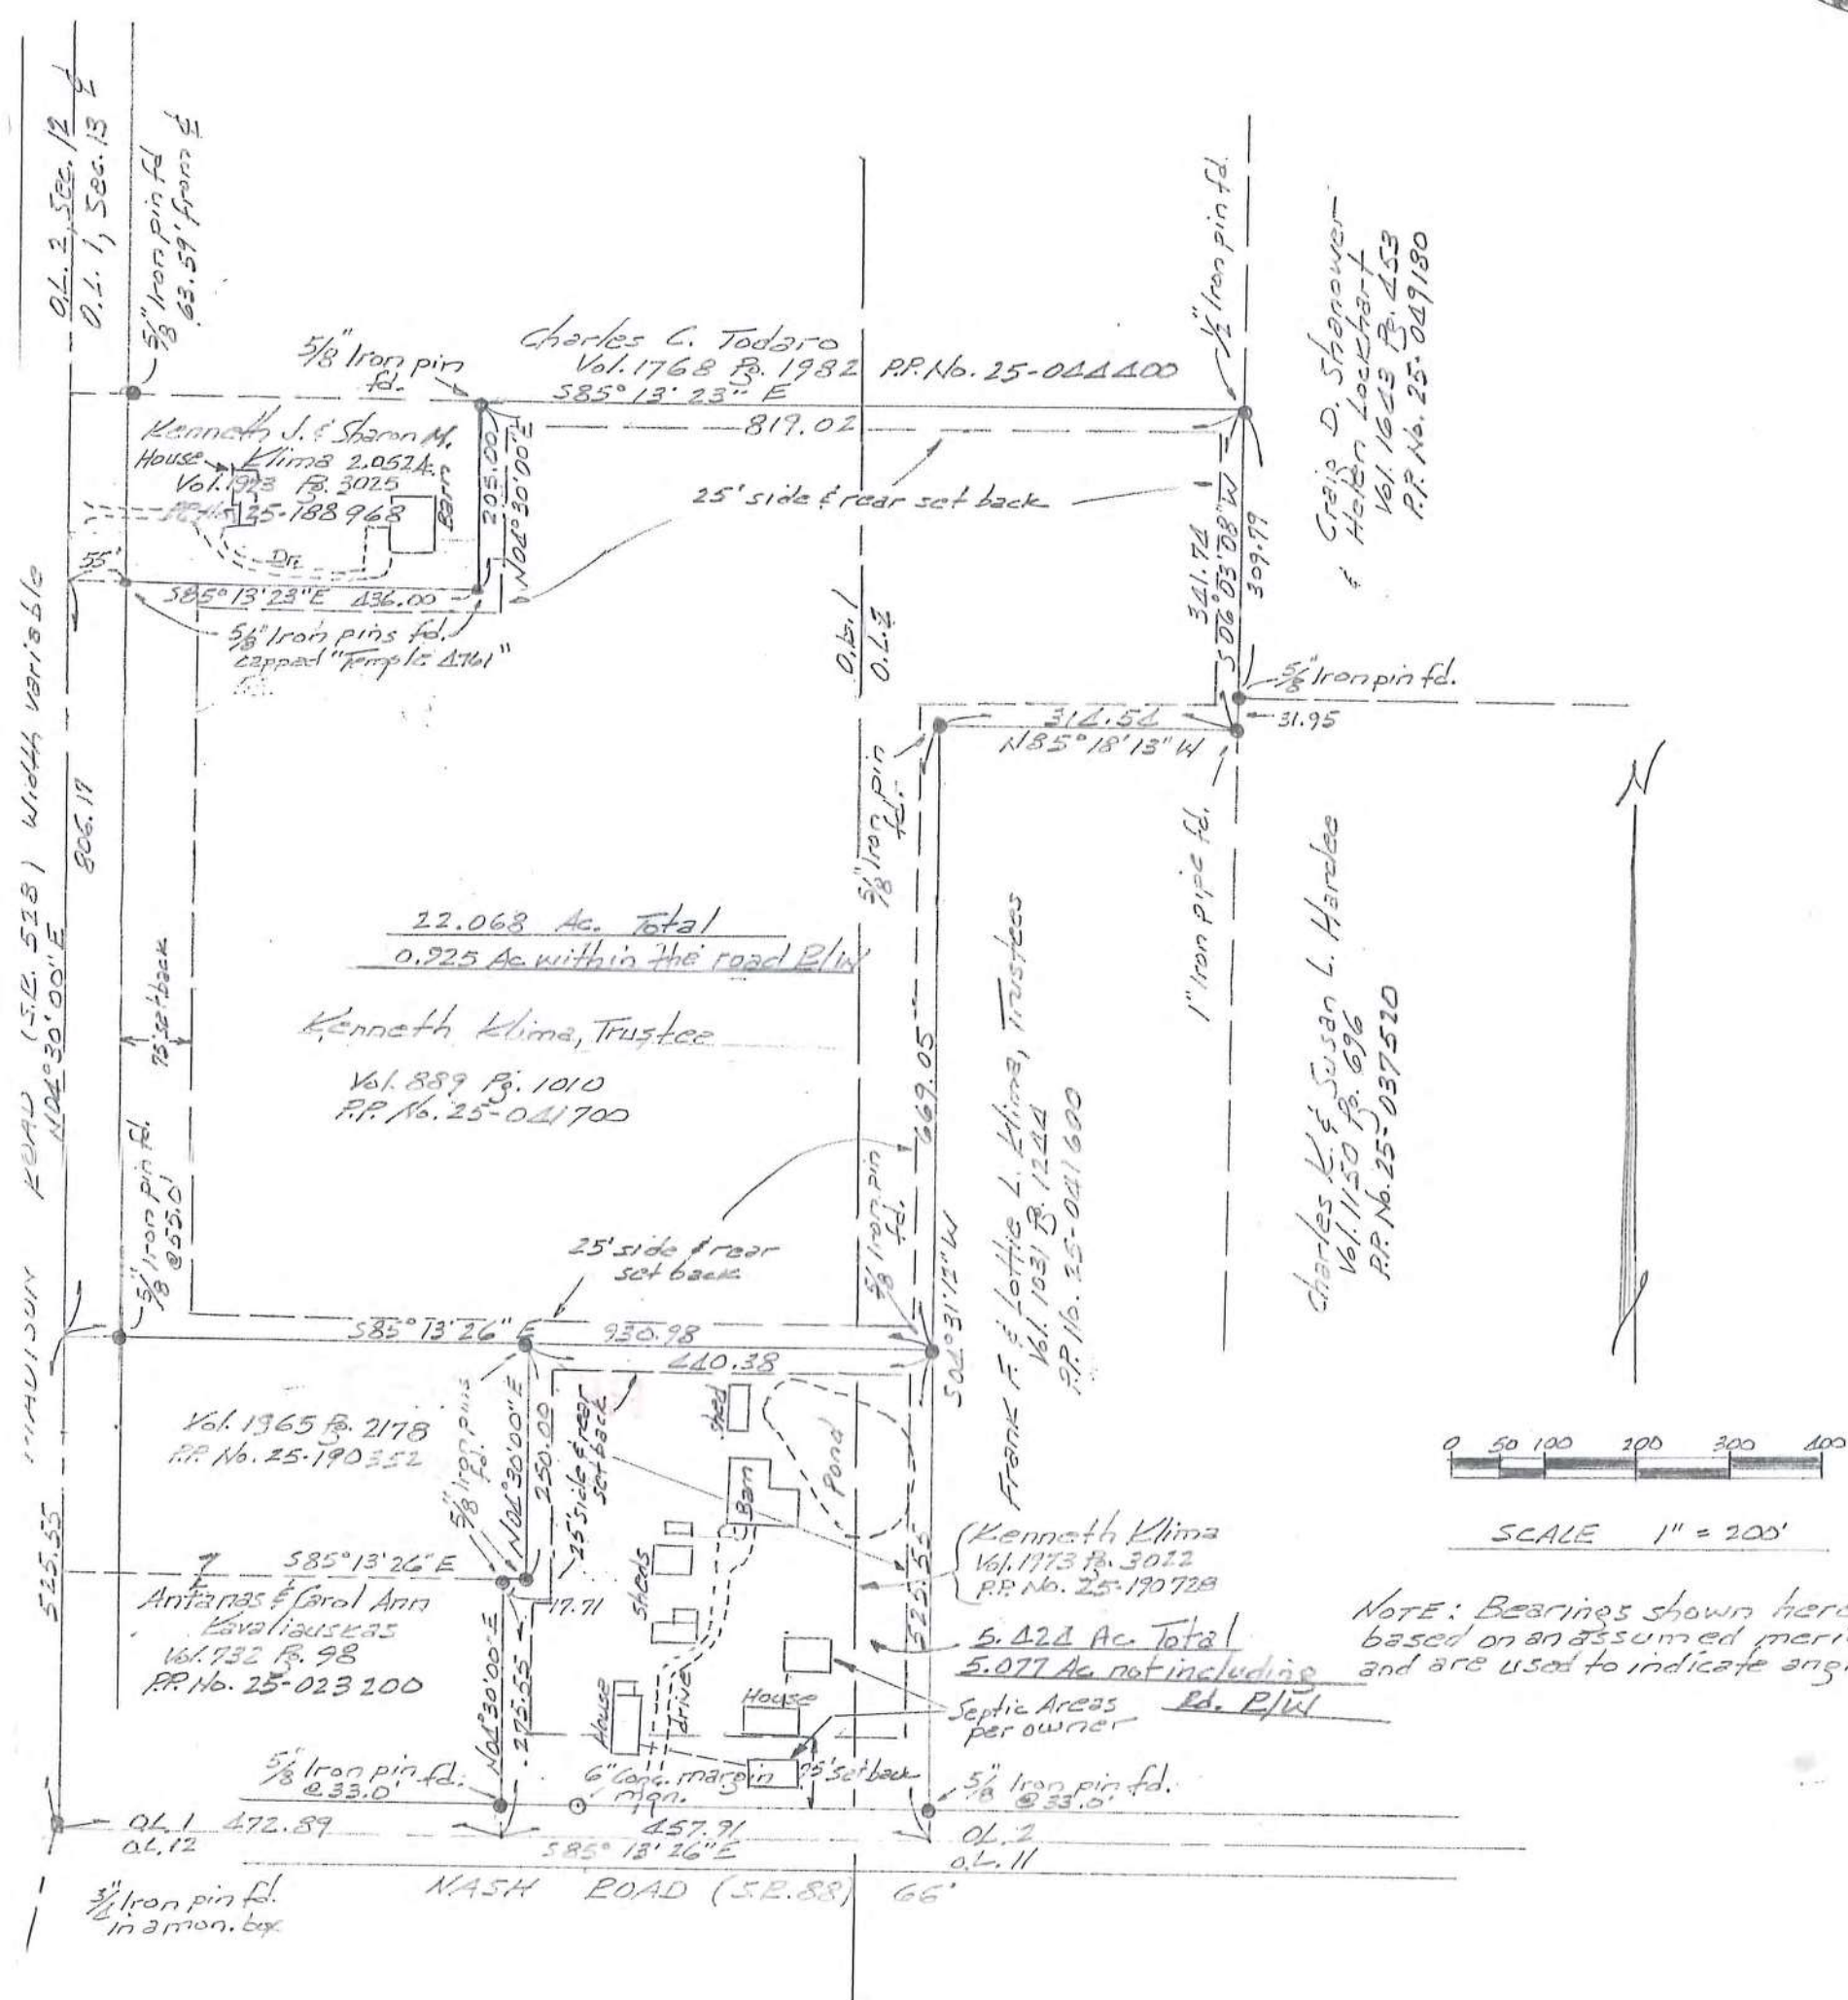 O.L. 2, Sec. 12
O.L. 1, Sec. 13
5/8" Iron pin fd
63.59' from ℄
5/8" Iron pin
fd.
Charles C. Todaro
Vol. 1768 Pg. 1982 P.P. No. 25-044400
S85° 13' 23" E
819.02
1/2" Iron pin fd.
Craig D. Shanower
& Helen Lockhart
Vol. 1643 Pg. 453
P.P. No. 25-049180
Kenneth J. & Sharon M.
House Klima 2.052 A.
Vol. 1973 Pg. 3025
25-188968
Barn
Dr.
205.00
N04°30'00"E
25' side & rear set back
341.74
S06°03'08"W
309.79
55'
S85°13'23"E 436.00
5/8" Iron pins fd.
capped "Temple 4761"
O.L. 1
O.L. 2
5/8" Iron pin fd.
31.95
314.54
N85°18'13"W
5/8" Iron pin
fd.
1" Iron pipe fd.
MADISON ROAD (S.R. 528) Width variable
N04°30'00"E
806.17
75' setback
22.068 Ac. Total
0.925 Ac within the road R/W
Kenneth Klima, Trustee
Vol. 889 Pg. 1010
P.P. No. 25-041700
669.05
S04°31'12"W
Frank F. & Lottie L. Klima, Trustees
Vol. 1031 Pg. 1244
P.P. No. 25-041600
Charles K. & Susan L. Hardee
Vol. 1150 Pg. 696
P.P. No. 25-037520
N
5/8" Iron pin fd.
@ 55.0'
5/8" Iron pin
fd.
25' side & rear
set back
S85° 13' 26" E 930.98
440.38
Vol. 1965 Pg. 2178
P.P. No. 25-190352
5/8" Iron pins
fd.
N04°30'00"E
250.00
25' side & rear
set back
Shed
Barn
Pond
Sheds
0 50 100 200 300 400
SCALE 1" = 200'
525.55
S85°13'26"E
Antanas & Carol Ann
Kavaliauskas
Vol. 732 Pg. 98
P.P. No. 25-023200
17.71
N04°30'00"E
275.55
525.55
(Kenneth Klima
Vol. 1973 Pg. 3022
P.P. No. 25-190728
5.424 Ac. Total
5.077 Ac not including
Rd. R/W
NOTE: Bearings shown here
based on an assumed meri
and are used to indicate ang
House
drive
House
Septic Areas
per owner
5/8" Iron pin fd.
@ 33.0'
6" Conc. margin
mon.
75' set back
5/8" Iron pin fd.
@ 33.0'
O.L. 1 472.89
O.L. 12
457.91
S85° 13' 26" E
O.L. 2
O.L. 11
NASH ROAD (S.R. 88) 66'
3/4" Iron pin fd.
in a mon. box